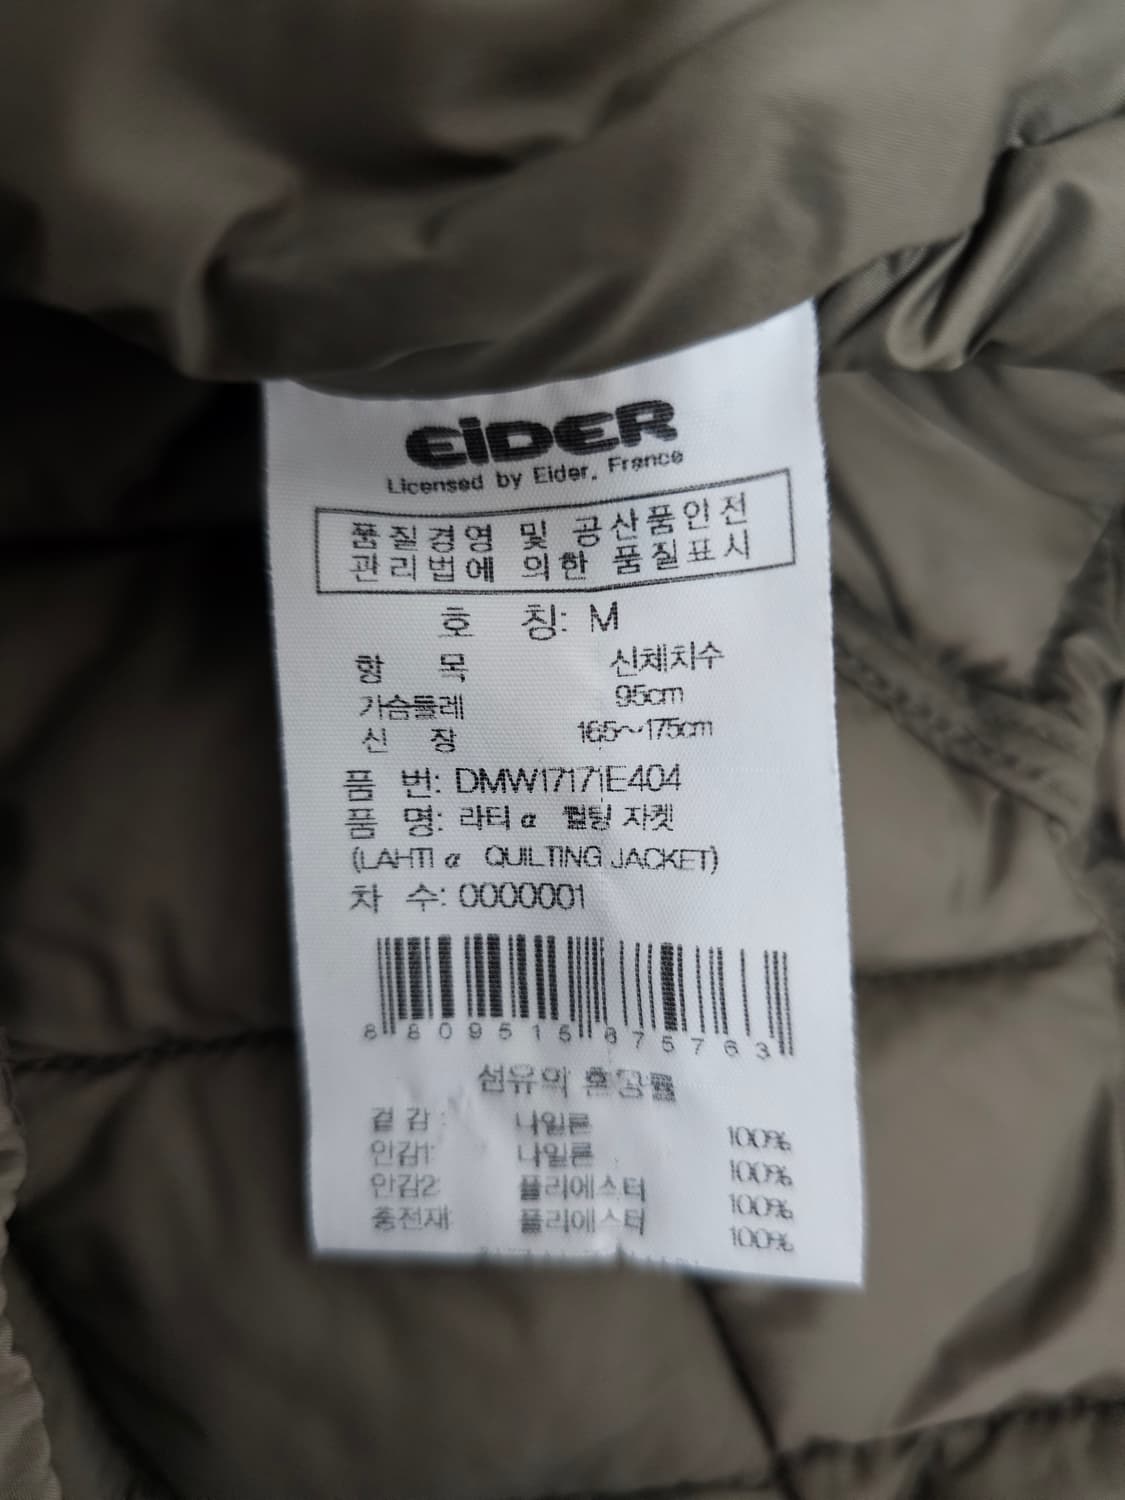 EiDER
Licensed by Eider, France
품질경영 및 공산품안전
관리법에 의한 품질표시
호 칭: M
항 목 신체치수
가슴둘레 95cm
신 장 165~175cm
품 번: DMW17171E404
품 명: 라티 α 퀼팅 자켓
(LAHTI α QUILTING JACKET)
차 수: 0000001
8 809515 675763
섬유의 혼용률
겉감: 나일론 100%
안감1: 나일론 100%
안감2: 폴리에스터 100%
충전재 폴리에스터 100%